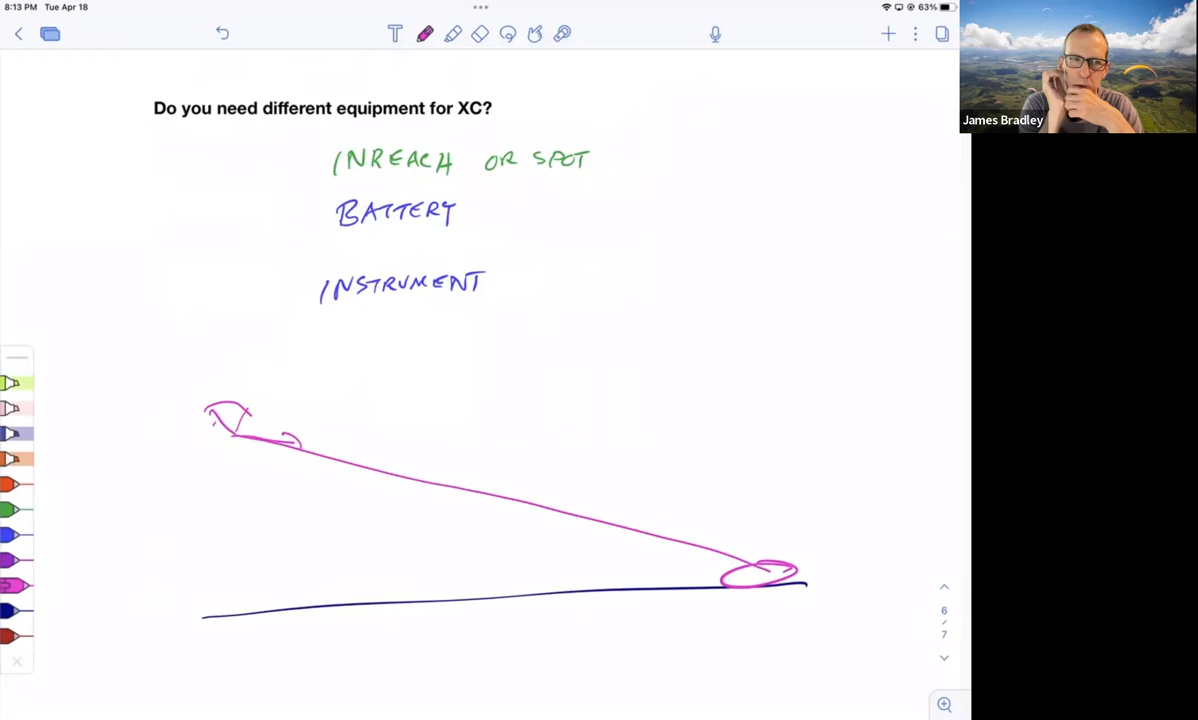 8:13 PM Tue Apr 18
63%
Do you need different equipment for XC?
INREACH OR SPOT
BATTERY
INSTRUMENT
James Bradley
6
/
7